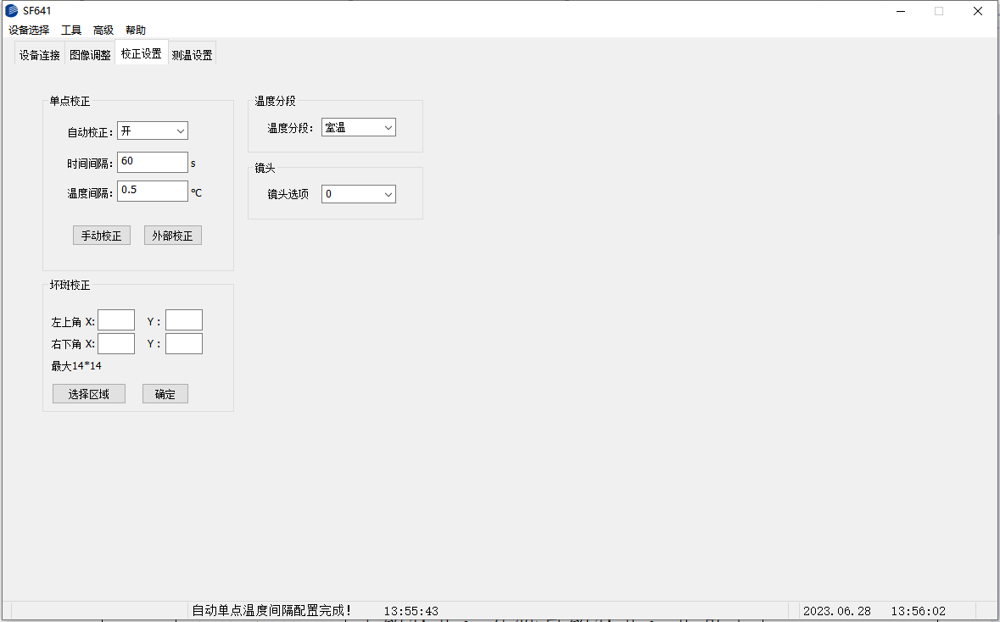 SF641
设备选择 工具 高级 帮助
设备连接 图像调整 校正设置 测温设置
单点校正
自动校正: 开
时间间隔: 60 s
温度间隔: 0.5 ℃
手动校正 外部校正
温度分段
温度分段: 室温
镜头
镜头选项 0
坏斑校正
左上角 X: Y:
右下角 X: Y:
最大14*14
选择区域 确定
自动单点温度间隔配置完成! 13:55:43 2023.06.28 13:56:02